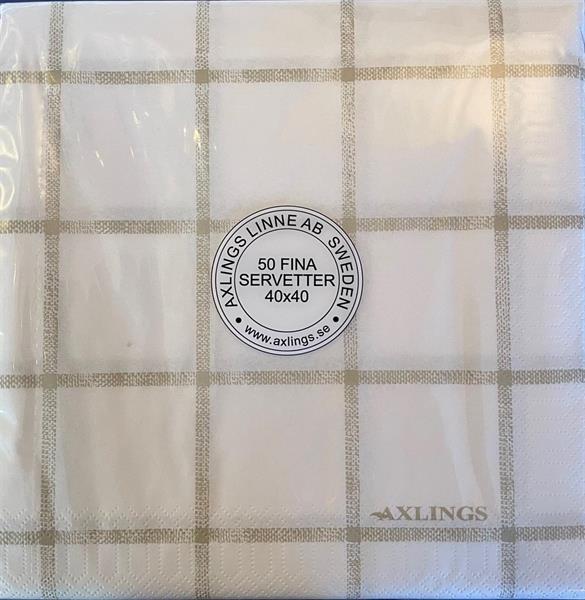 AXLINGS LINNE AB SWEDEN
50 FINA
SERVETTER
40x40
• www.axlings.se •
AXLINGS